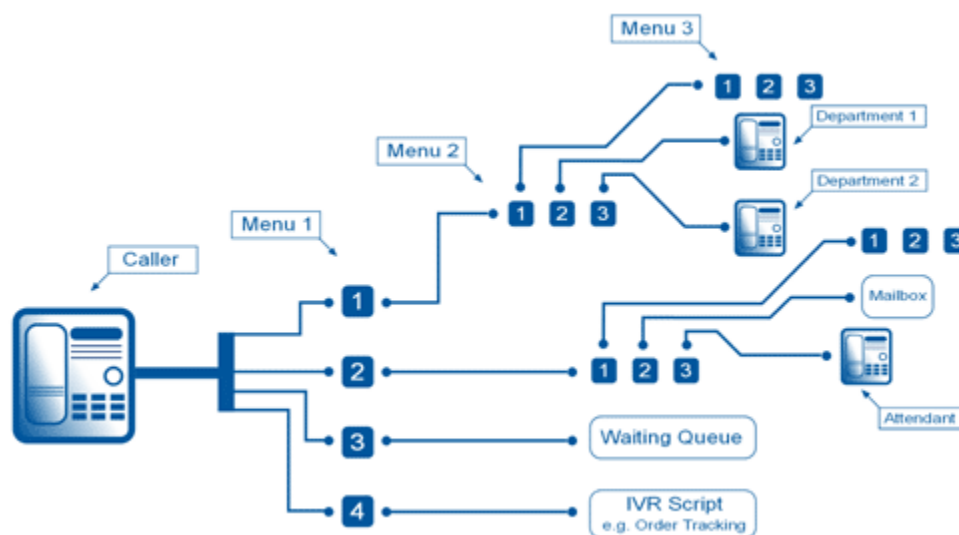 Menu 3
1 2 3
Department 1
Menu 2
Department 2
1 2 3
Menu 1
1 2 3
Caller
1
Mailbox
2
1 2 3
Attendant
3
Waiting Queue
4
IVR Script
e.g. Order Tracking